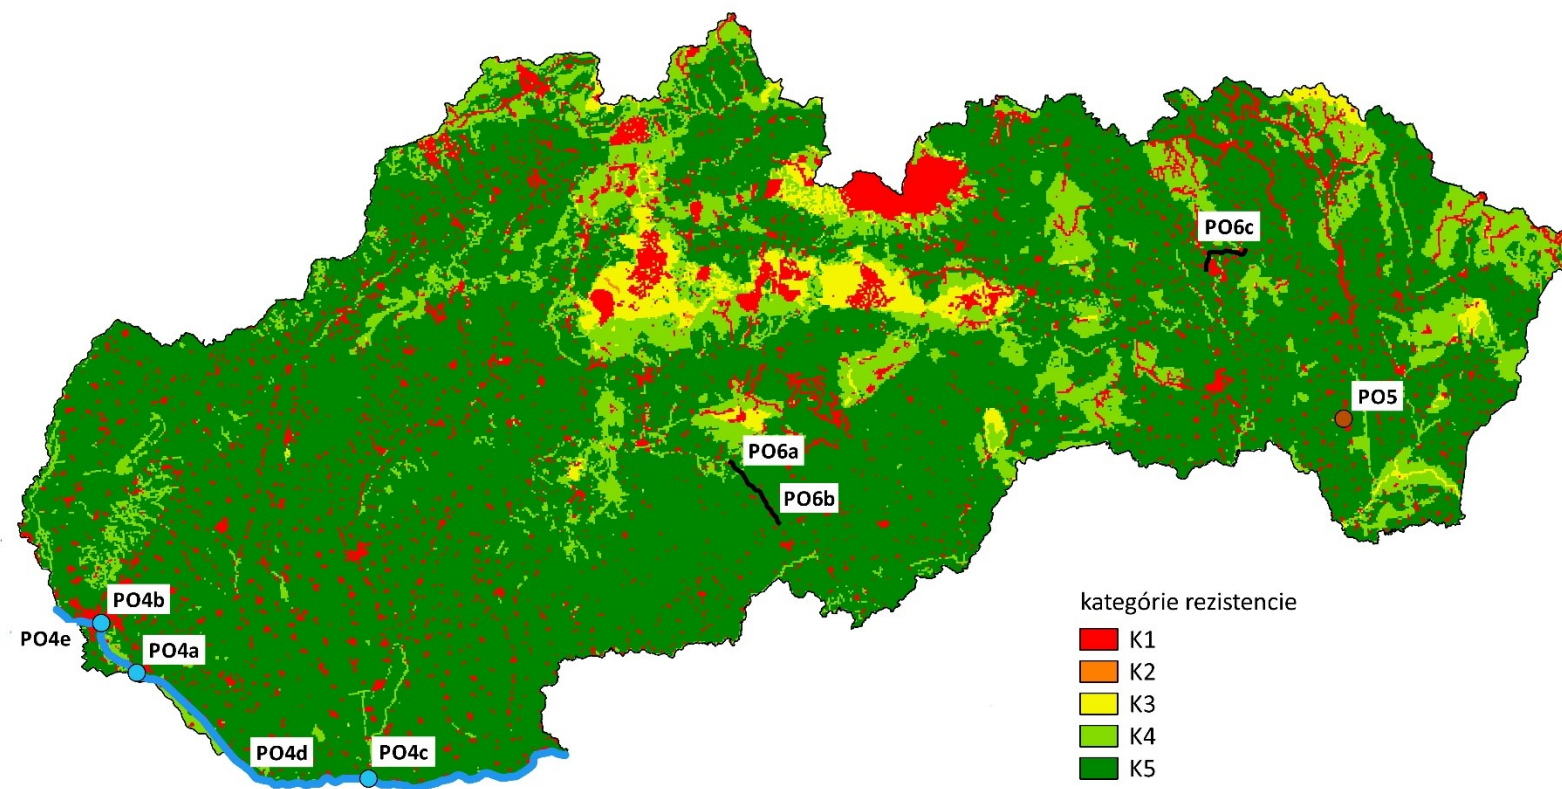 PO6c
PO5
PO6a
PO6b
PO4b
PO4e
PO4a
PO4d
PO4c
kategórie rezistencie
K1
K2
K3
K4
K5